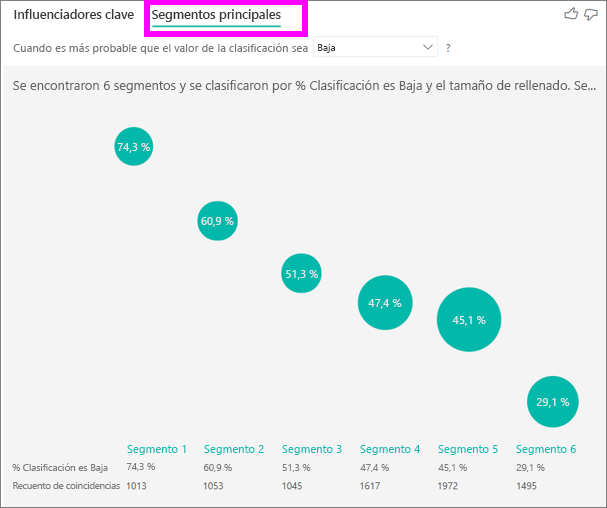 Influenciadores clave Segmentos principales
Cuando es más probable que el valor de la clasificación sea Baja ?
Se encontraron 6 segmentos y se clasificaron por % Clasificación es Baja y el tamaño de rellenado. Se...
74,3 %
60,9 %
51,3 %
47,4 %
45,1 %
29,1 %
Segmento 1 Segmento 2 Segmento 3 Segmento 4 Segmento 5 Segmento 6
% Clasificación es Baja 74,3 % 60,9 % 51,3 % 47,4 % 45,1 % 29,1 %
Recuento de coincidencias 1013 1053 1045 1617 1972 1495